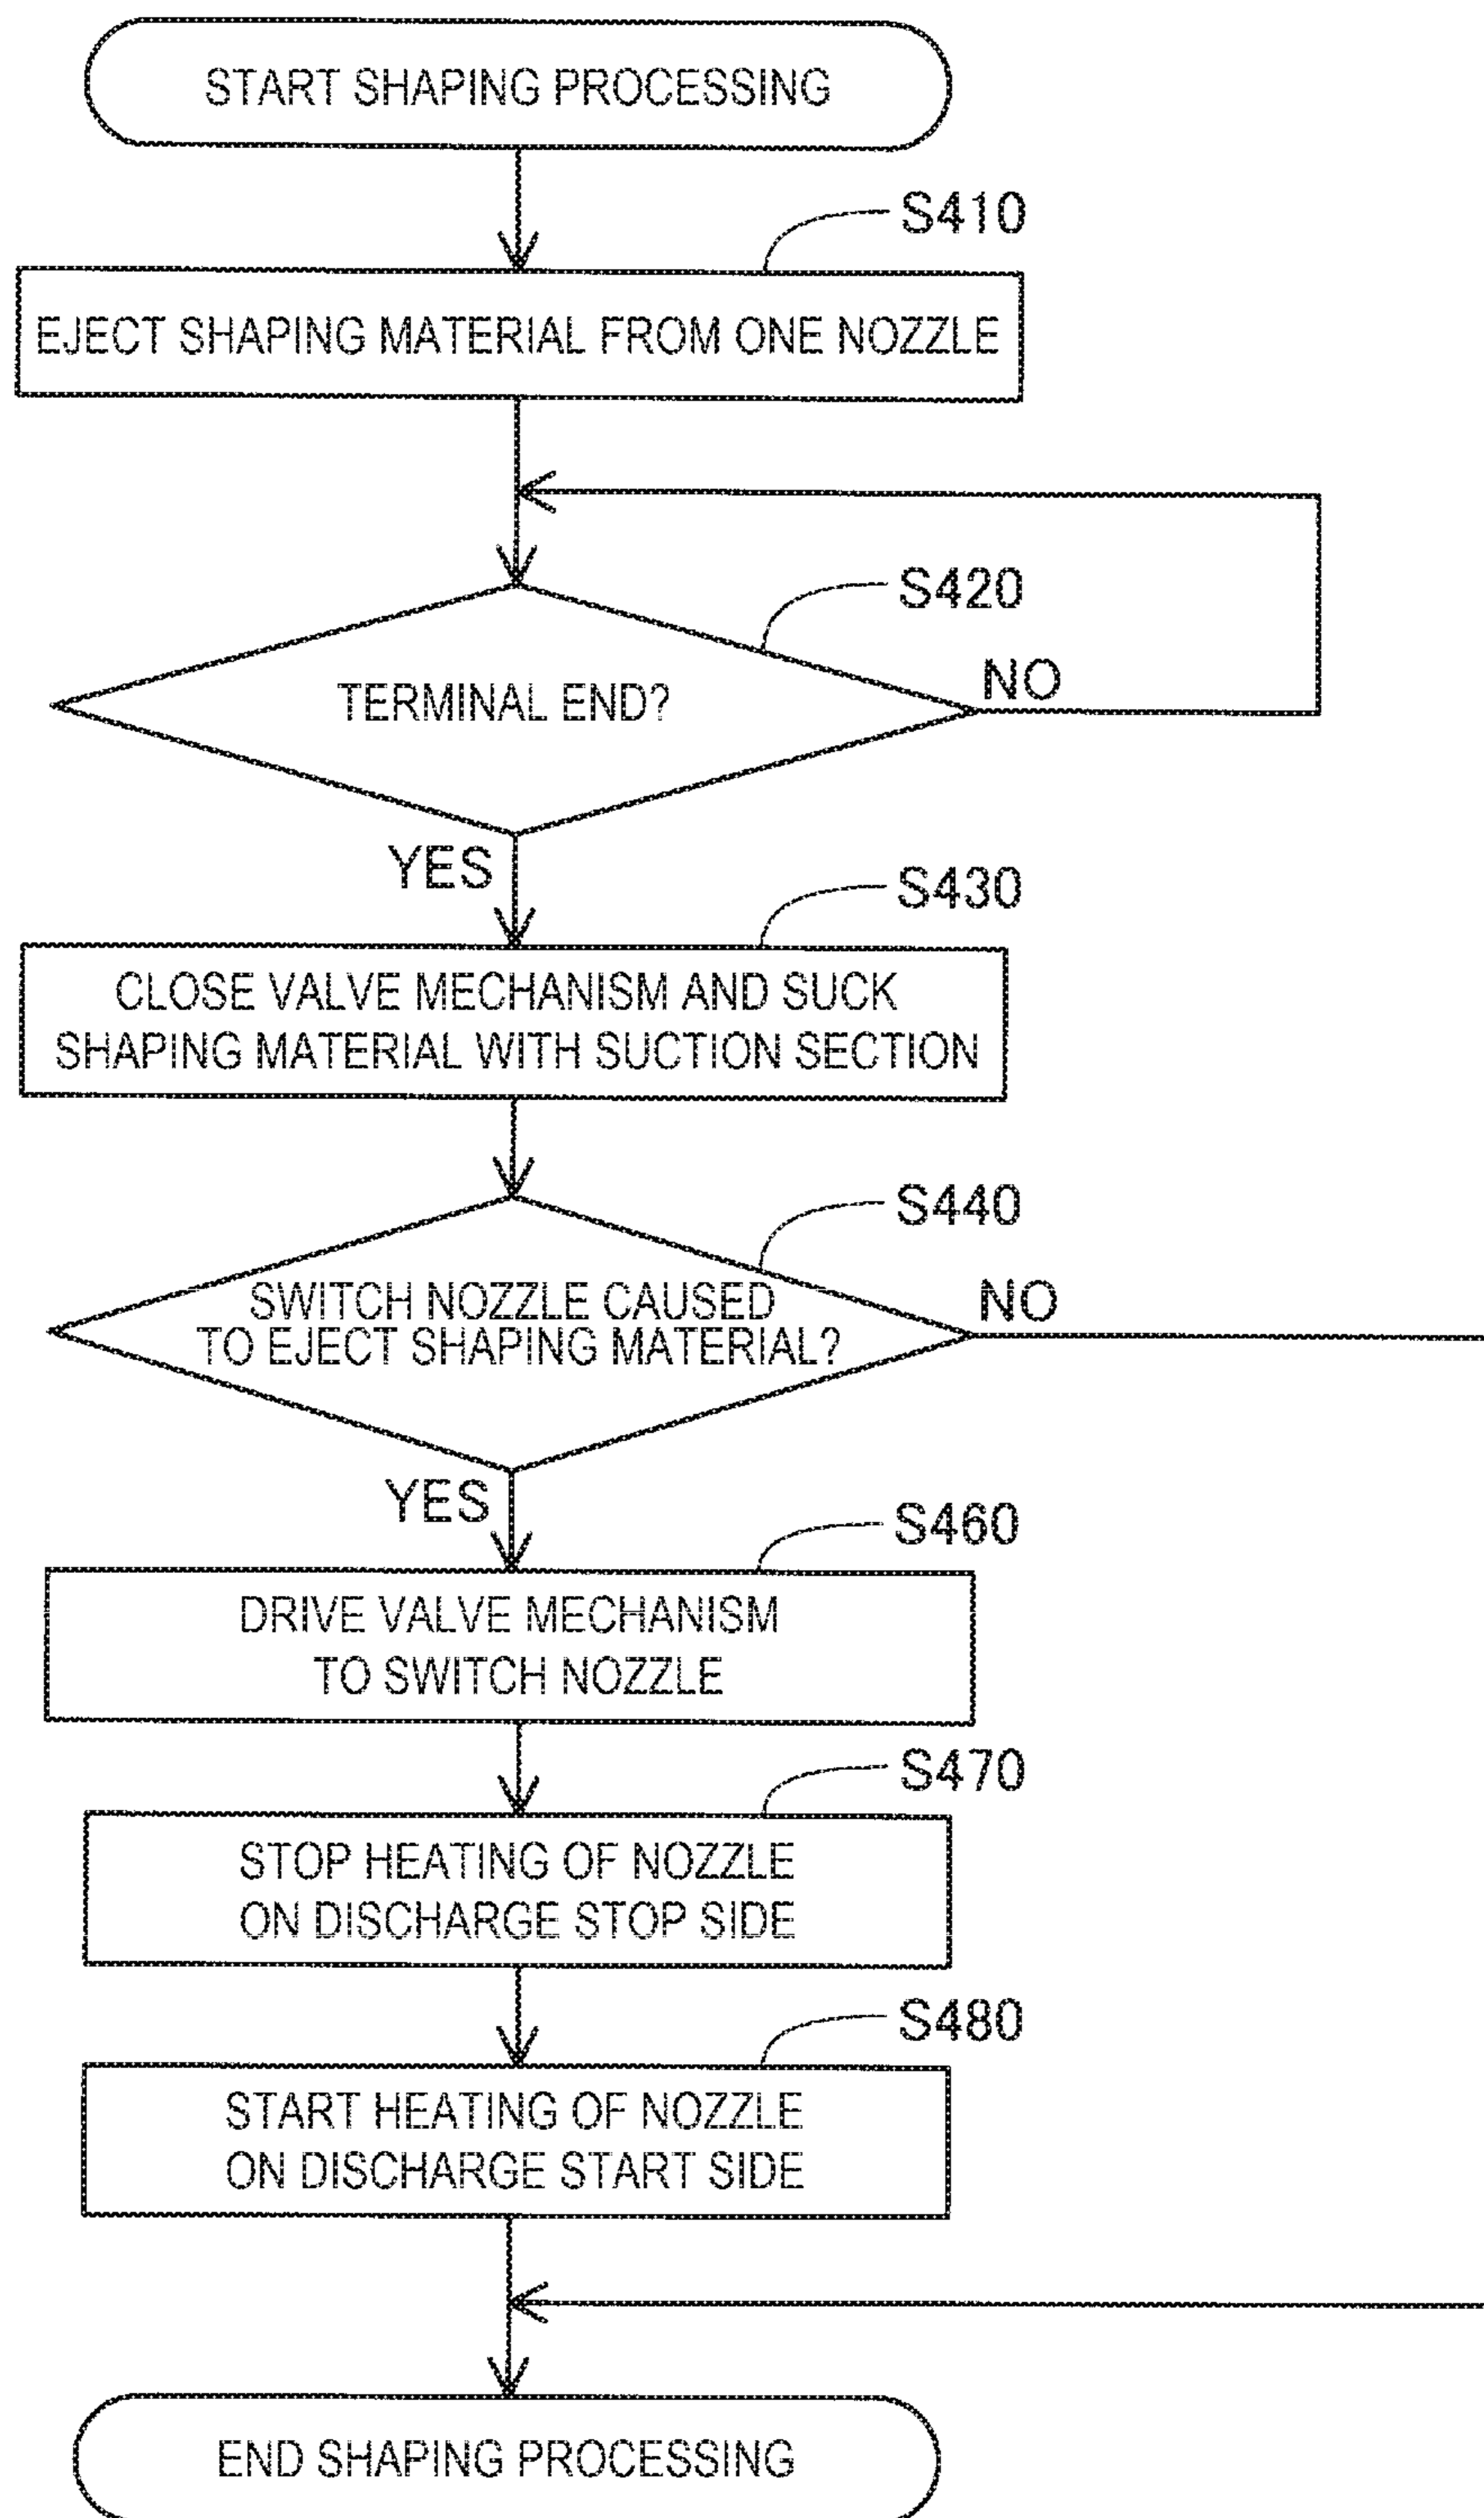 START SHAPING PROCESSING
S410
EJECT SHAPING MATERIAL FROM ONE NOZZLE
S420
TERMINAL END?
NO
YES
S430
CLOSE VALVE MECHANISM AND SUCK
SHAPING MATERIAL WITH SUCTION SECTION
S440
SWITCH NOZZLE CAUSED
TO EJECT SHAPING MATERIAL?
NO
YES
S460
DRIVE VALVE MECHANISM
TO SWITCH NOZZLE
S470
STOP HEATING OF NOZZLE
ON DISCHARGE STOP SIDE
S480
START HEATING OF NOZZLE
ON DISCHARGE START SIDE
END SHAPING PROCESSING